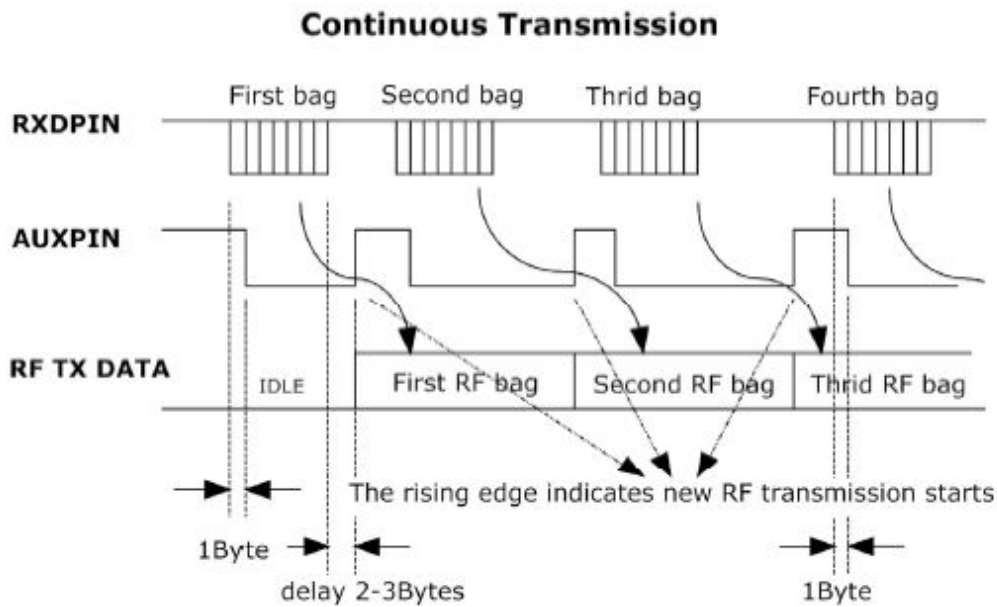 Continuous Transmission
First bag
Second bag
Thrid bag
Fourth bag
RXDPIN
AUXPIN
RF TX DATA
IDLE
First RF bag
Second RF bag
Thrid RF bag
The rising edge indicates new RF transmission starts
1Byte
delay 2-3Bytes
1Byte